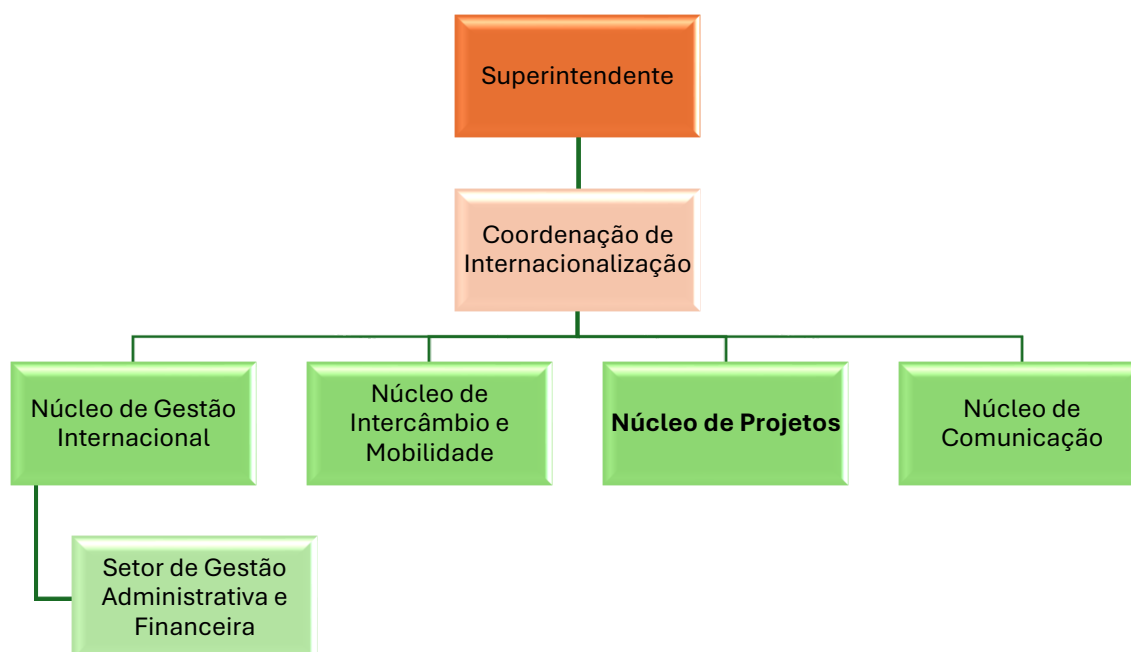 Superintendente
Coordenação de
Internacionalização
Núcleo de Gestão
Internacional
Núcleo de
Intercâmbio e
Mobilidade
Núcleo de Projetos
Núcleo de
Comunicação
Setor de Gestão
Administrativa e
Financeira